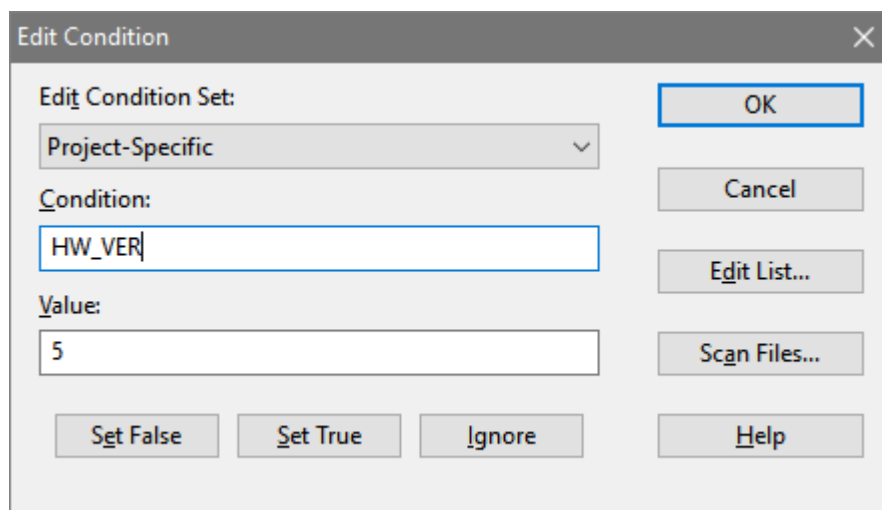 Edit Condition
Edit Condition Set:
OK
Project-Specific
Cancel
Condition:
HW_VER
Edit List...
Value:
5
Scan Files...
Set False
Set True
Ignore
Help